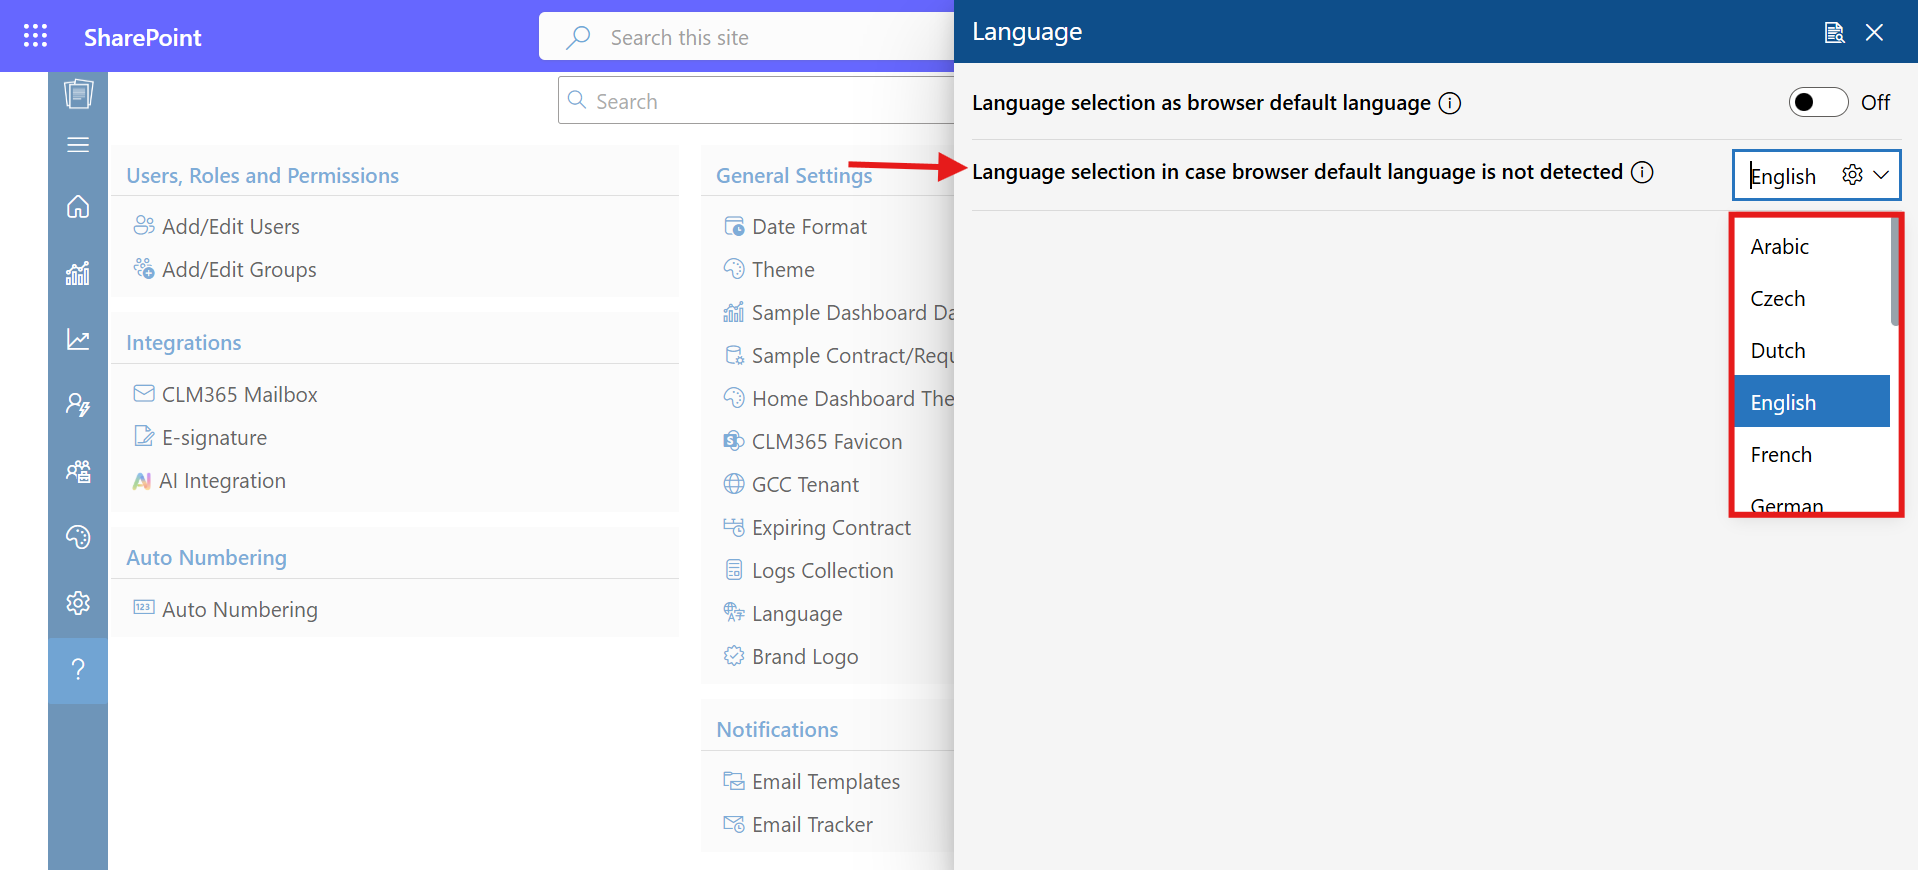 SharePoint
Search this site
Search
Users, Roles and Permissions
Add/Edit Users
Add/Edit Groups
Integrations
CLM365 Mailbox
E-signature
AI AI Integration
Auto Numbering
123 Auto Numbering
General Settings
Date Format
Theme
Sample Dashboard Da
Sample Contract/Requ
Home Dashboard The
CLM365 Favicon
GCC Tenant
Expiring Contract
Logs Collection
Language
Brand Logo
Notifications
Email Templates
Email Tracker
Language
Language selection as browser default language
Off
Language selection in case browser default language is not detected
English
Arabic
Czech
Dutch
English
French
German